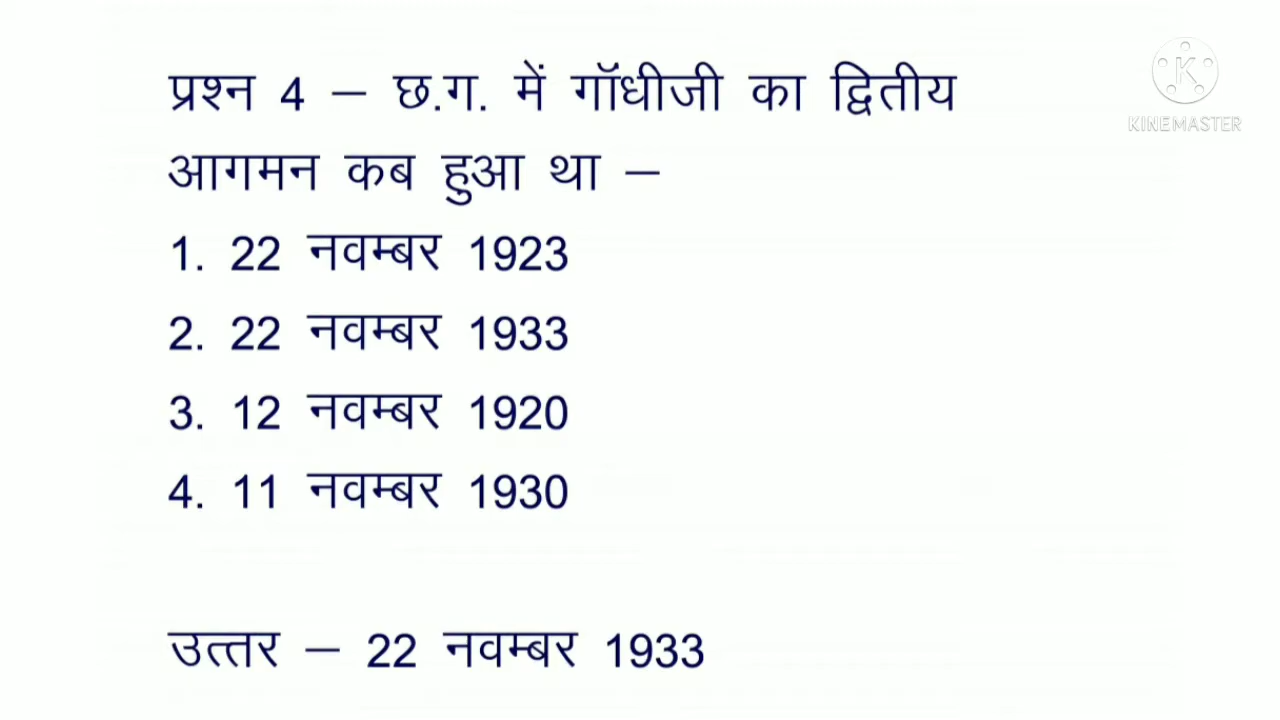 प्रश्न 4 – छ.ग. में गॉधीजी का द्वितीय
आगमन कब हुआ था –
1. 22 नवम्बर 1923
2. 22 नवम्बर 1933
3. 12 नवम्बर 1920
4. 11 नवम्बर 1930
उत्तर – 22 नवम्बर 1933
K
KINEMASTER